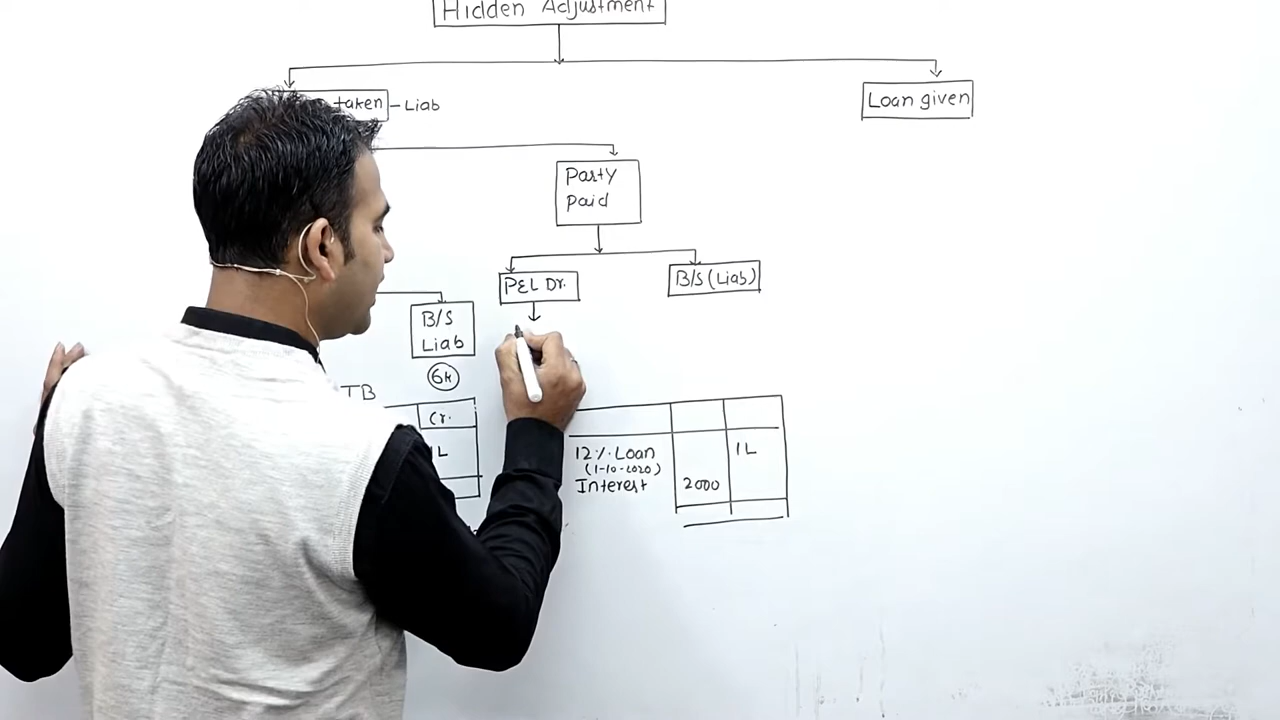 Hidden Adjustment
taken – Liab
Loan given
Party
paid
P&L Dr.
B/S (Liab)
B/S
Liab
6k
TB
Cr.
1L
12% Loan
1L
(1-10-2020)
Interest
2000